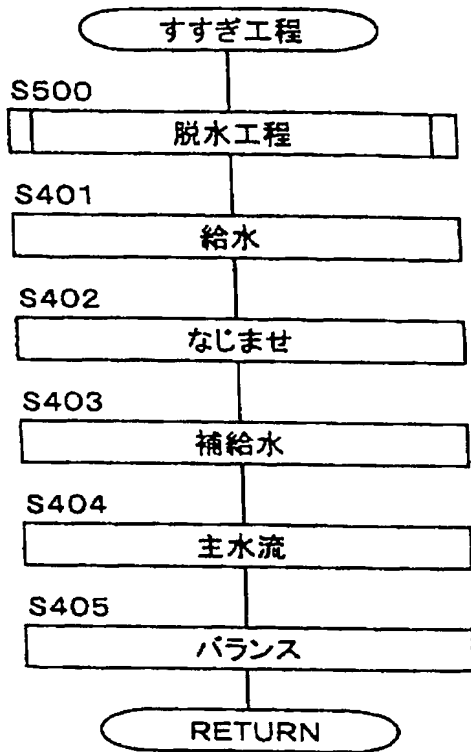 すすぎ工程
S500
脱水工程
S401
給水
S402
なじませ
S403
補給水
S404
主水流
S405
バランス
RETURN